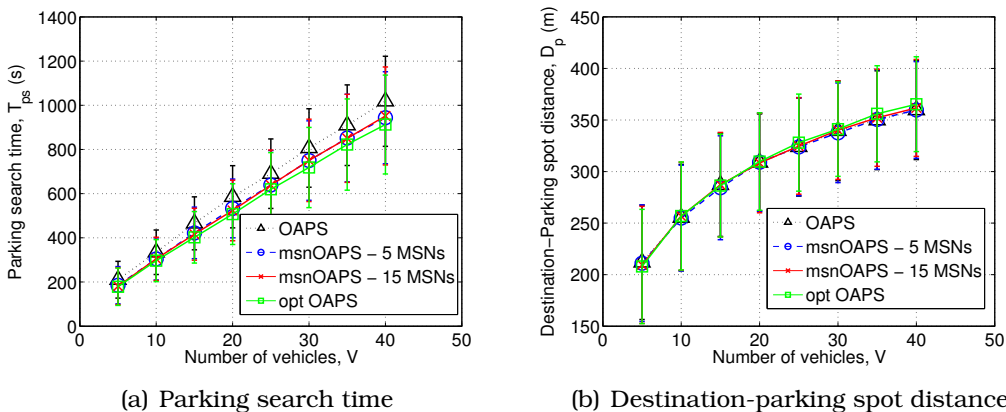 1400
1200
1000
800
600
400
200
0
0 10 20 30 40 50
Parking search time, T_ps (s)
Number of vehicles, V
OAPS
msnOAPS − 5 MSNs
msnOAPS − 15 MSNs
opt OAPS
(a) Parking search time
450
400
350
300
250
200
150
0 10 20 30 40 50
Destination−Parking spot distance, D_p (m)
Number of vehicles, V
OAPS
msnOAPS − 5 MSNs
msnOAPS − 15 MSNs
opt OAPS
(b) Destination-parking spot distance